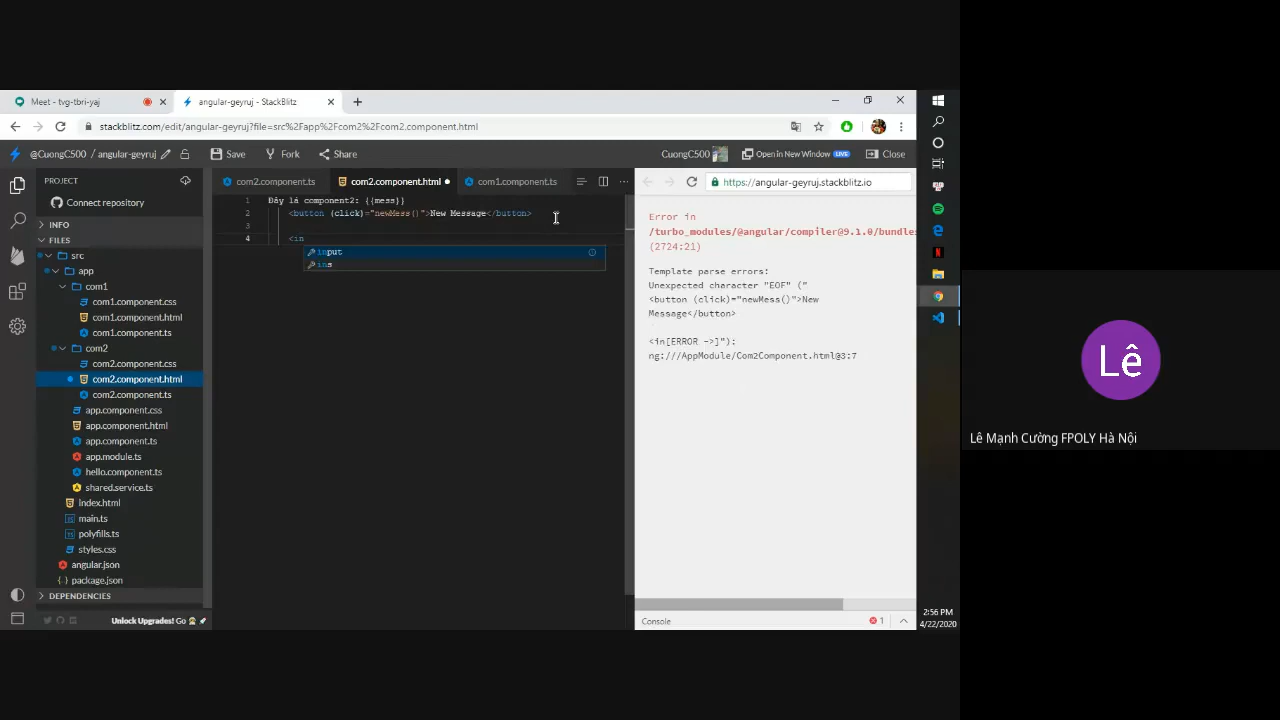 Meet - tvg-tbri-yaj
angular-geyruj - StackBlitz
stackblitz.com/edit/angular-geyruj?file=src%2Fapp%2Fcom2%2Fcom2.component.html
@CuongC500 / angular-geyruj
Save
Fork
Share
CuongC500
Open in New Window LIVE
Close
PROJECT
Connect repository
INFO
FILES
src
app
com1
com1.component.css
com1.component.html
com1.component.ts
com2
com2.component.css
com2.component.html
com2.component.ts
app.component.css
app.component.html
app.component.ts
app.module.ts
hello.component.ts
shared.service.ts
index.html
main.ts
polyfills.ts
styles.css
angular.json
package.json
DEPENDENCIES
Unlock Upgrades! Go
com2.component.ts
com2.component.html
com1.component.ts
1 Đây là component2: {{mess}}
2 <button (click)="newMess()">New Message</button>
3
4 <in
input
ins
https://angular-geyruj.stackblitz.io
Error in
/turbo_modules/@angular/compiler@9.1.0/bundles
(2724:21)
Template parse errors:
Unexpected character "EOF" ("
<button (click)="newMess()">New
Message</button>
<in[ERROR ->]"):
ng:///AppModule/Com2Component.html@3:7
Console
1
2:56 PM
4/22/2020
Lê
Lê Mạnh Cường FPOLY Hà Nội